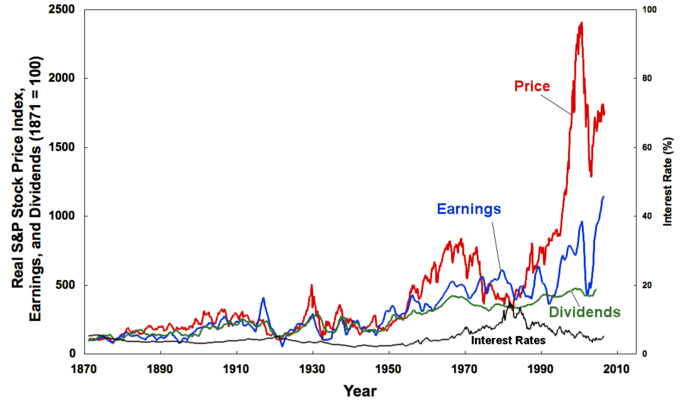 Real S&P Stock Price Index,
Earnings, and Dividends (1871 = 100)
2500
2000
1500
1000
500
0
100
80
60
40
20
0
Interest Rate (%)
Price
Earnings
Dividends
Interest Rates
1870
1890
1910
1930
1950
1970
1990
2010
Year